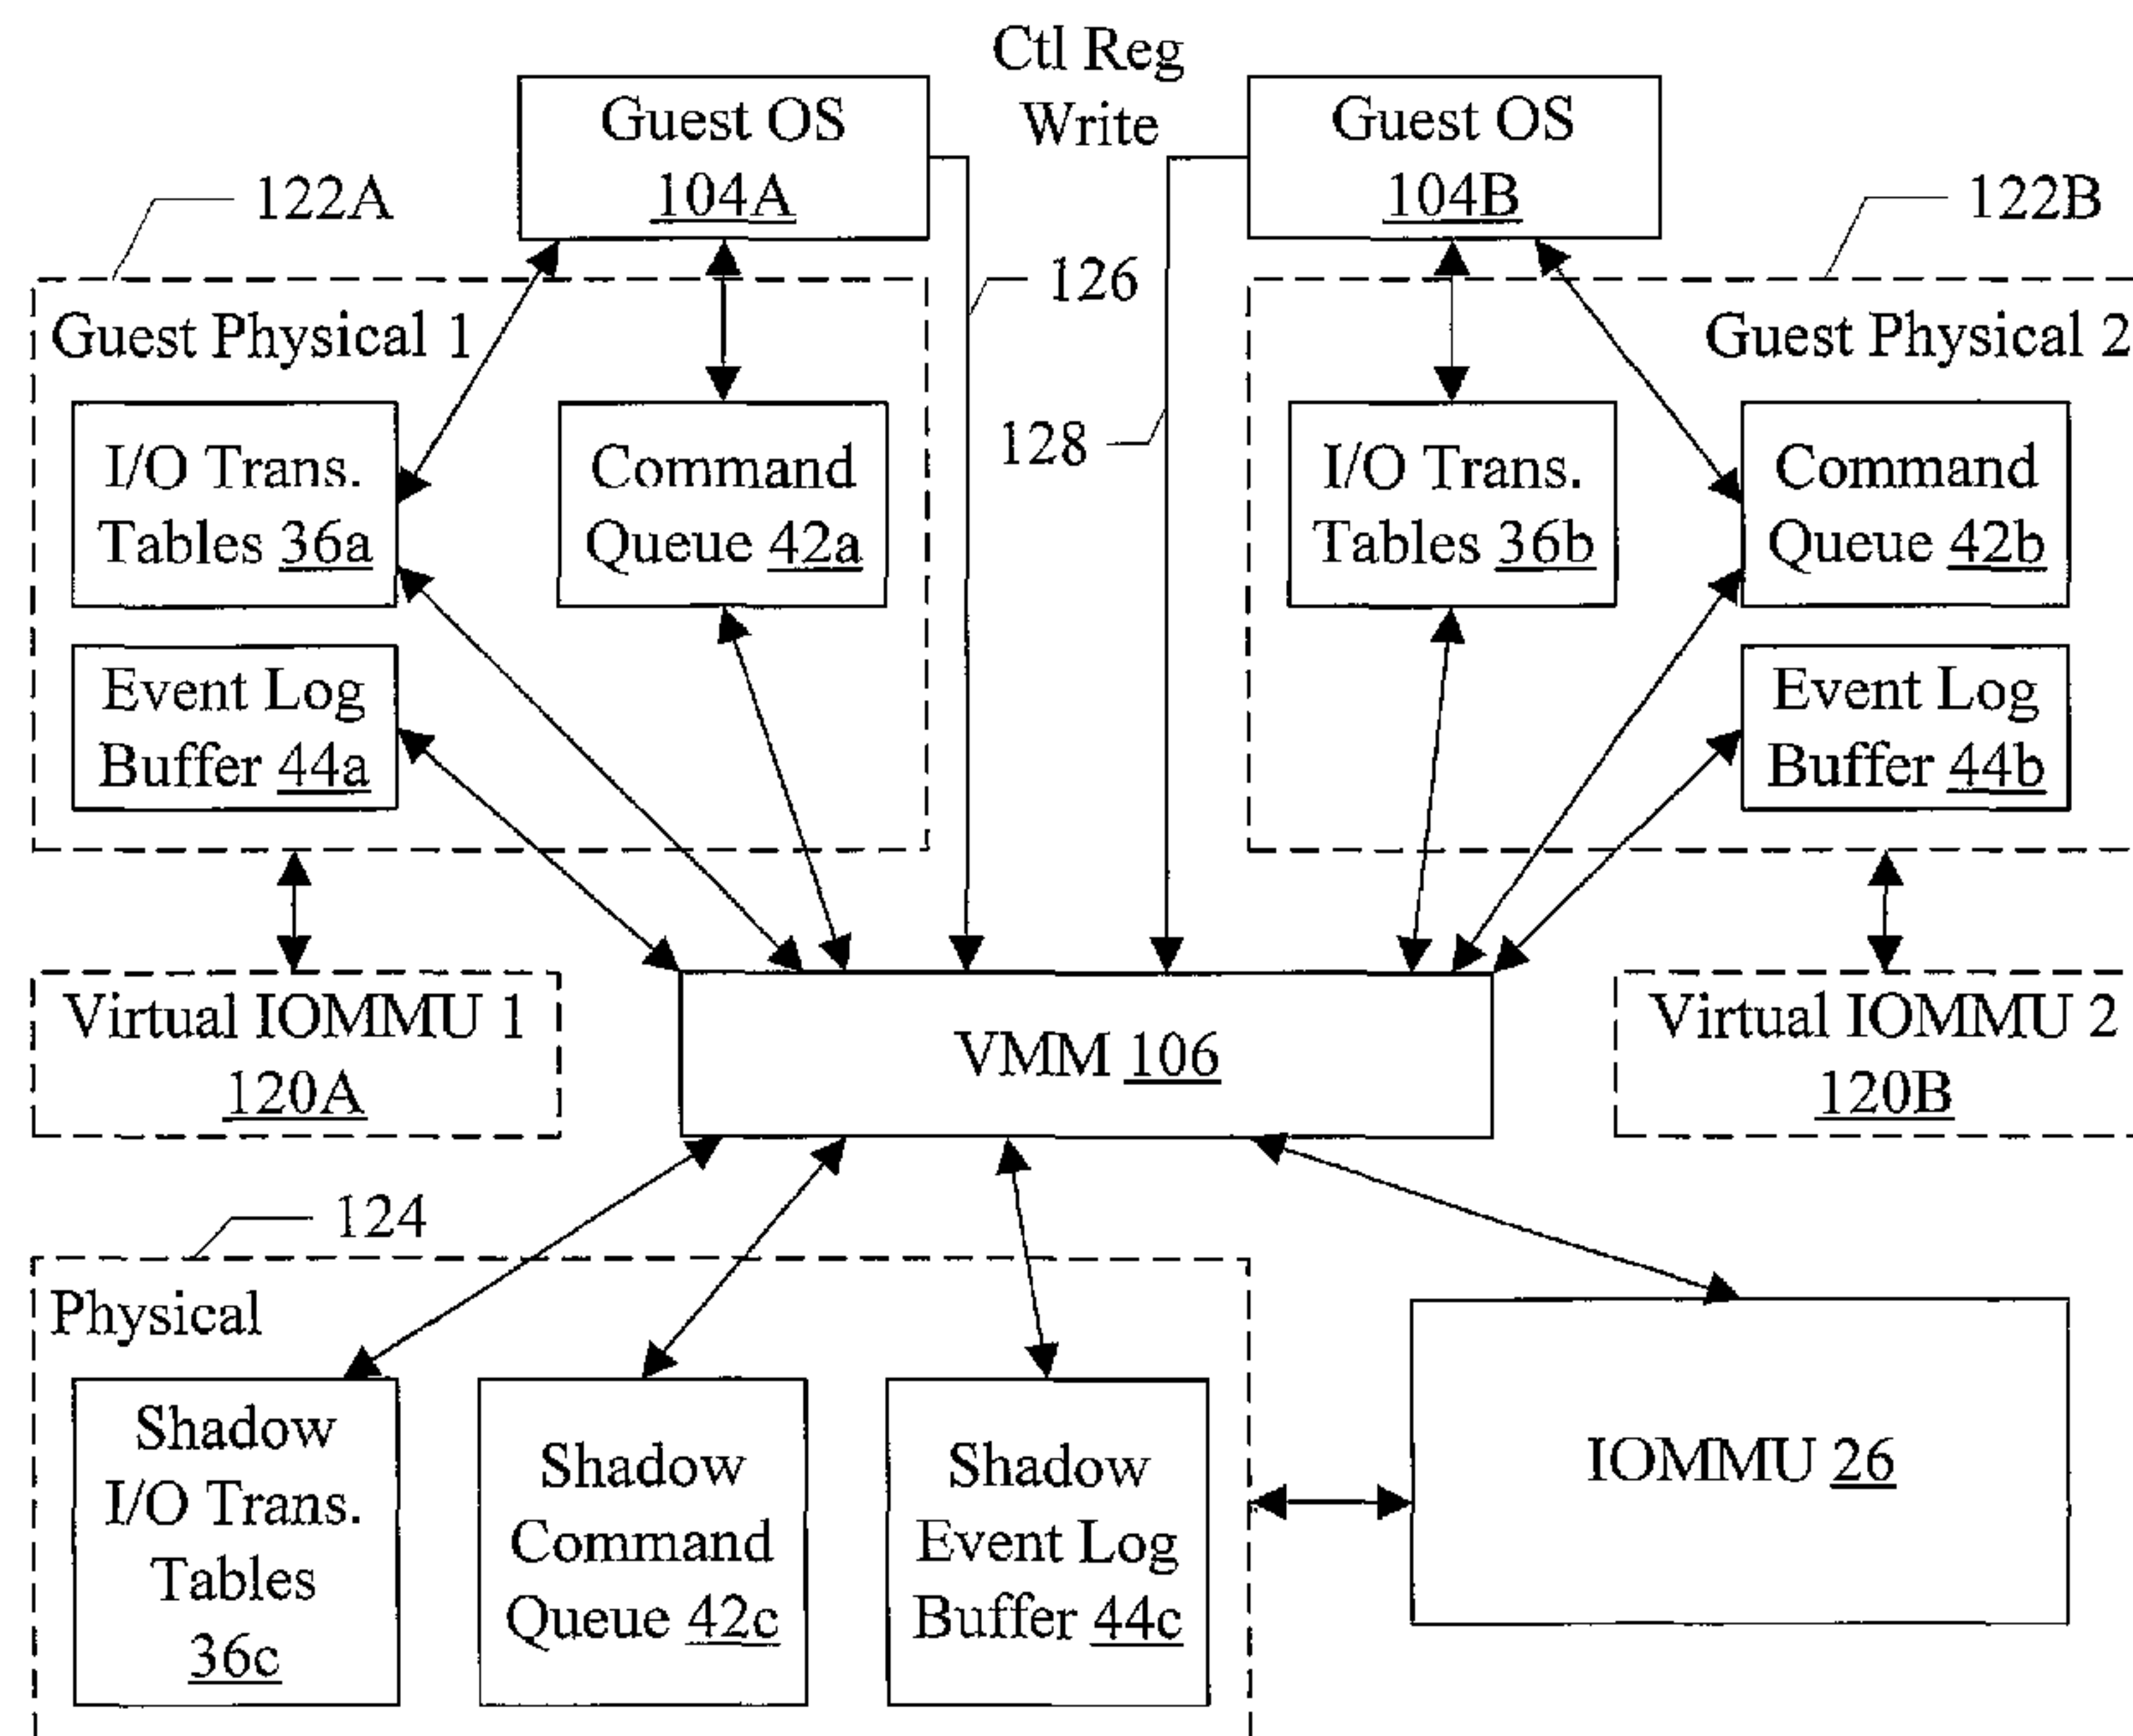 Ctl Reg
Write
Guest OS
104A
Guest OS
104B
122A
122B
126
128
Guest Physical 1
I/O Trans.
Tables 36a
Command
Queue 42a
Event Log
Buffer 44a
Guest Physical 2
I/O Trans.
Tables 36b
Command
Queue 42b
Event Log
Buffer 44b
Virtual IOMMU 1
120A
VMM 106
Virtual IOMMU 2
120B
124
Physical
Shadow
I/O Trans.
Tables
36c
Shadow
Command
Queue 42c
Shadow
Event Log
Buffer 44c
IOMMU 26